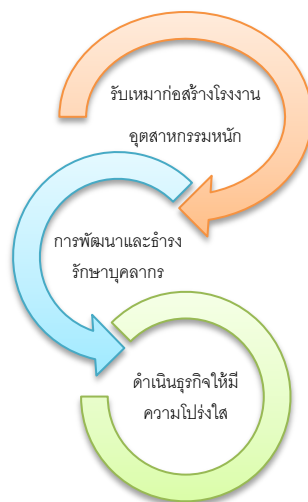 รับเหมาก่อสร้างโรงงาน
อุตสาหกรรมหนัก
การพัฒนาและธำรง
รักษาบุคลากร
ดำเนินธุรกิจให้มี
ความโปร่งใส